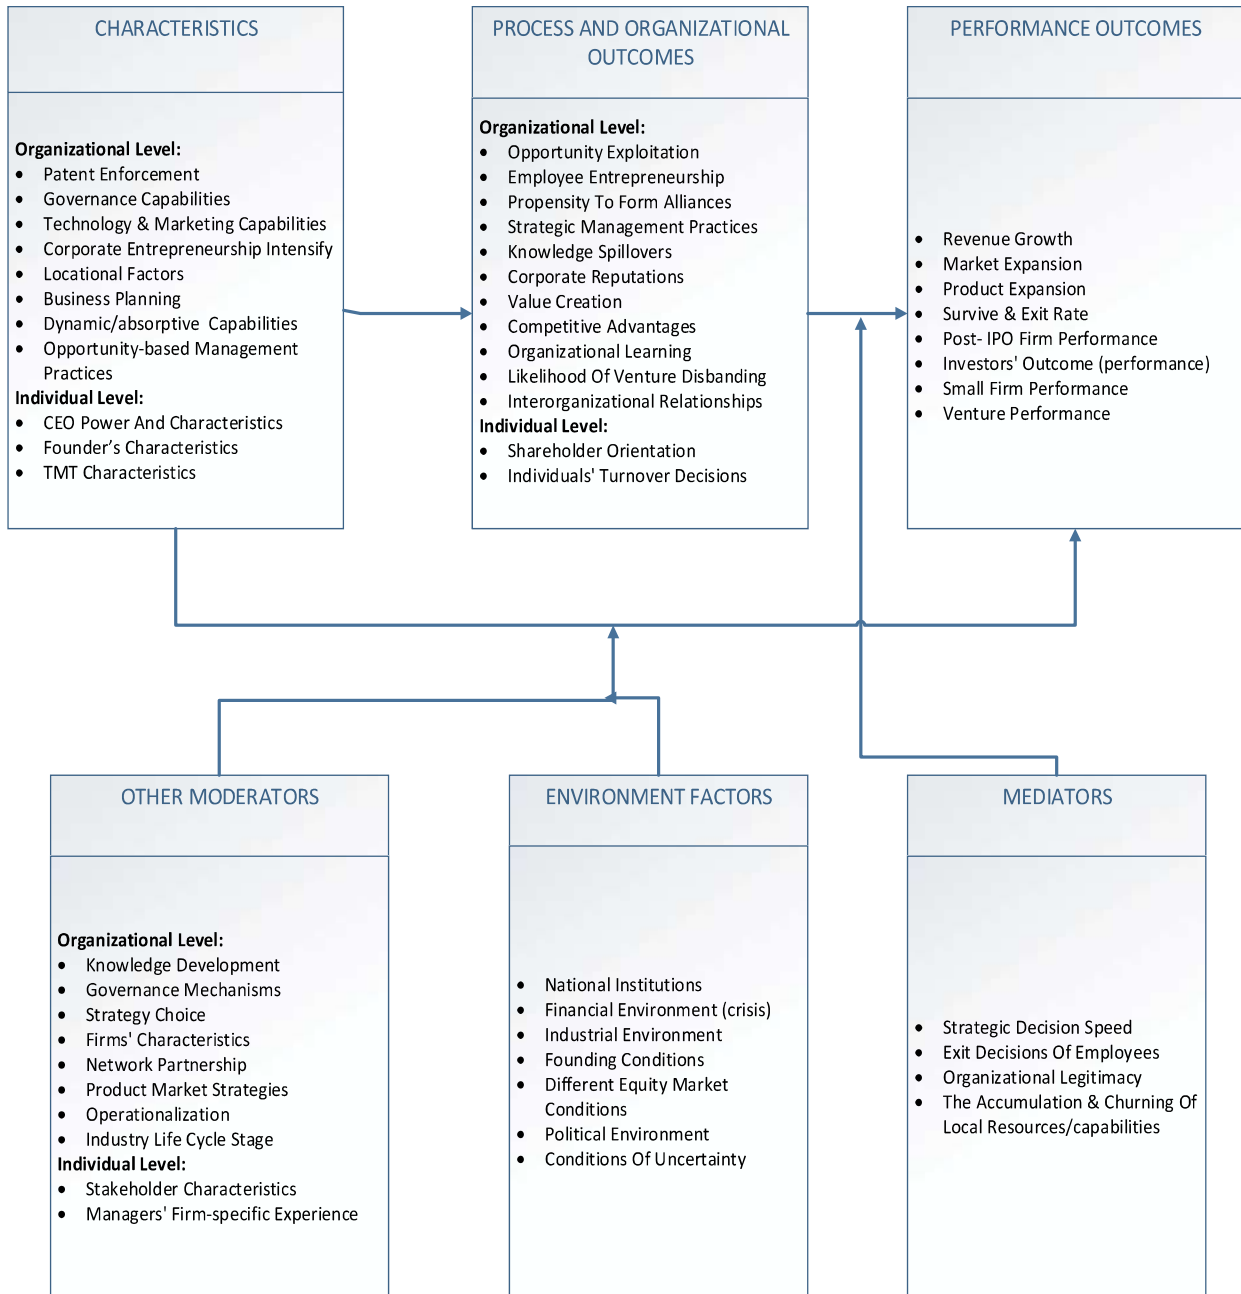 CHARACTERISTICS
Organizational Level:
• Patent Enforcement
• Governance Capabilities
• Technology & Marketing Capabilities
• Corporate Entrepreneurship Intensify
• Locational Factors
• Business Planning
• Dynamic/absorptive Capabilities
• Opportunity-based Management
Practices
Individual Level:
• CEO Power And Characteristics
• Founder’s Characteristics
• TMT Characteristics
PROCESS AND ORGANIZATIONAL
OUTCOMES
Organizational Level:
• Opportunity Exploitation
• Employee Entrepreneurship
• Propensity To Form Alliances
• Strategic Management Practices
• Knowledge Spillovers
• Corporate Reputations
• Value Creation
• Competitive Advantages
• Organizational Learning
• Likelihood Of Venture Disbanding
• Interorganizational Relationships
Individual Level:
• Shareholder Orientation
• Individuals' Turnover Decisions
PERFORMANCE OUTCOMES
• Revenue Growth
• Market Expansion
• Product Expansion
• Survive & Exit Rate
• Post- IPO Firm Performance
• Investors' Outcome (performance)
• Small Firm Performance
• Venture Performance
OTHER MODERATORS
Organizational Level:
• Knowledge Development
• Governance Mechanisms
• Strategy Choice
• Firms' Characteristics
• Network Partnership
• Product Market Strategies
• Operationalization
• Industry Life Cycle Stage
Individual Level:
• Stakeholder Characteristics
• Managers' Firm-specific Experience
ENVIRONMENT FACTORS
• National Institutions
• Financial Environment (crisis)
• Industrial Environment
• Founding Conditions
• Different Equity Market
Conditions
• Political Environment
• Conditions Of Uncertainty
MEDIATORS
• Strategic Decision Speed
• Exit Decisions Of Employees
• Organizational Legitimacy
• The Accumulation & Churning Of
Local Resources/capabilities